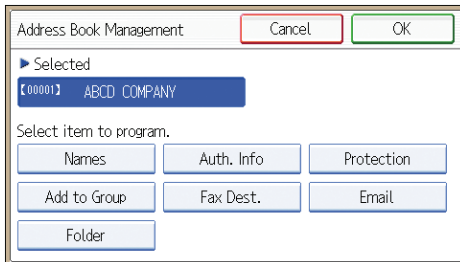 Address Book Management Cancel OK
▶ Selected
【00001】 ABCD COMPANY
Select item to program.
Names Auth. Info Protection
Add to Group Fax Dest. Email
Folder